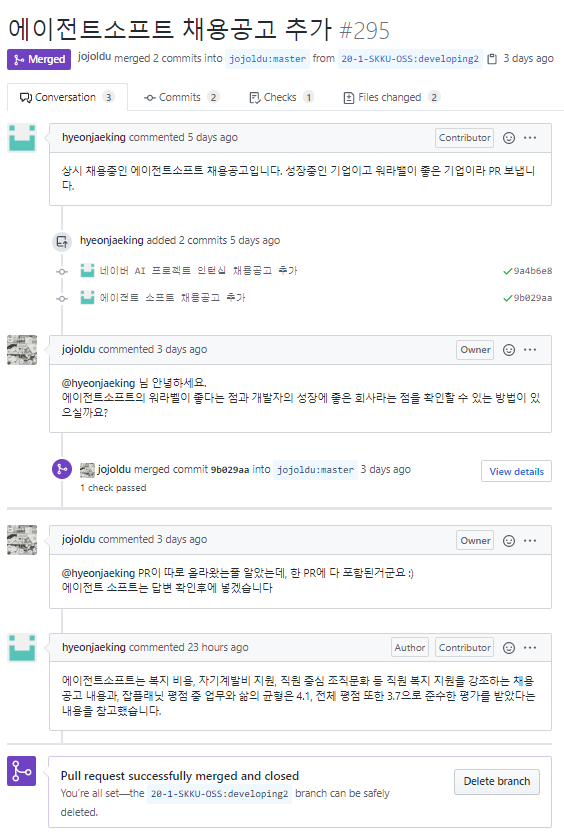 에이전트소프트 채용공고 추가 #295
Merged jojoldu merged 2 commits into jojoldu:master from 20-1-SKKU-OSS:developing2 3 days ago
Conversation 3 Commits 2 Checks 1 Files changed 2
hyeonjaeking commented 5 days ago Contributor
상시 채용중인 에이전트소프트 채용공고입니다. 성장중인 기업이고 워라밸이 좋은 기업이라 PR 보냅니
다.
hyeonjaeking added 2 commits 5 days ago
네이버 AI 프로젝트 인턴십 채용공고 추가 9a4b6e8
에이전트 소프트 채용공고 추가 9b029aa
jojoldu commented 3 days ago Owner
@hyeonjaeking 님 안녕하세요.
에이전트소프트의 워라벨이 좋다는 점과 개발자의 성장에 좋은 회사라는 점을 확인할 수 있는 방법이 있
으실까요?
jojoldu merged commit 9b029aa into jojoldu:master 3 days ago View details
1 check passed
jojoldu commented 3 days ago Owner
@hyeonjaeking PR이 따로 올라왔는줄 알았는데, 한 PR에 다 포함된거군요 :)
에이전트 소프트는 답변 확인후에 넣겠습니다
hyeonjaeking commented 23 hours ago Author Contributor
에이전트소프트는 복지 비용, 자기계발비 지원, 직원 중심 조직문화 등 직원 복지 지원을 강조하는 채용
공고 내용과, 잡플래닛 평점 중 업무와 삶의 균형은 4.1, 전체 평점 또한 3.7으로 준수한 평가를 받았다는
내용을 참고했습니다.
Pull request successfully merged and closed
You're all set—the 20-1-SKKU-OSS:developing2 branch can be safely
deleted.
Delete branch